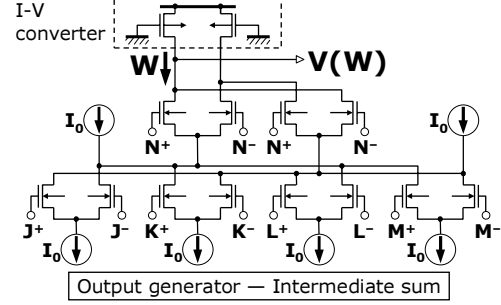 I-V
converter
W
V(W)
I₀ I₀
N⁺ N⁻ N⁺ N⁻
J⁺ J⁻ K⁺ K⁻ L⁺ L⁻ M⁺ M⁻
I₀ I₀ I₀ I₀
Output generator — Intermediate sum